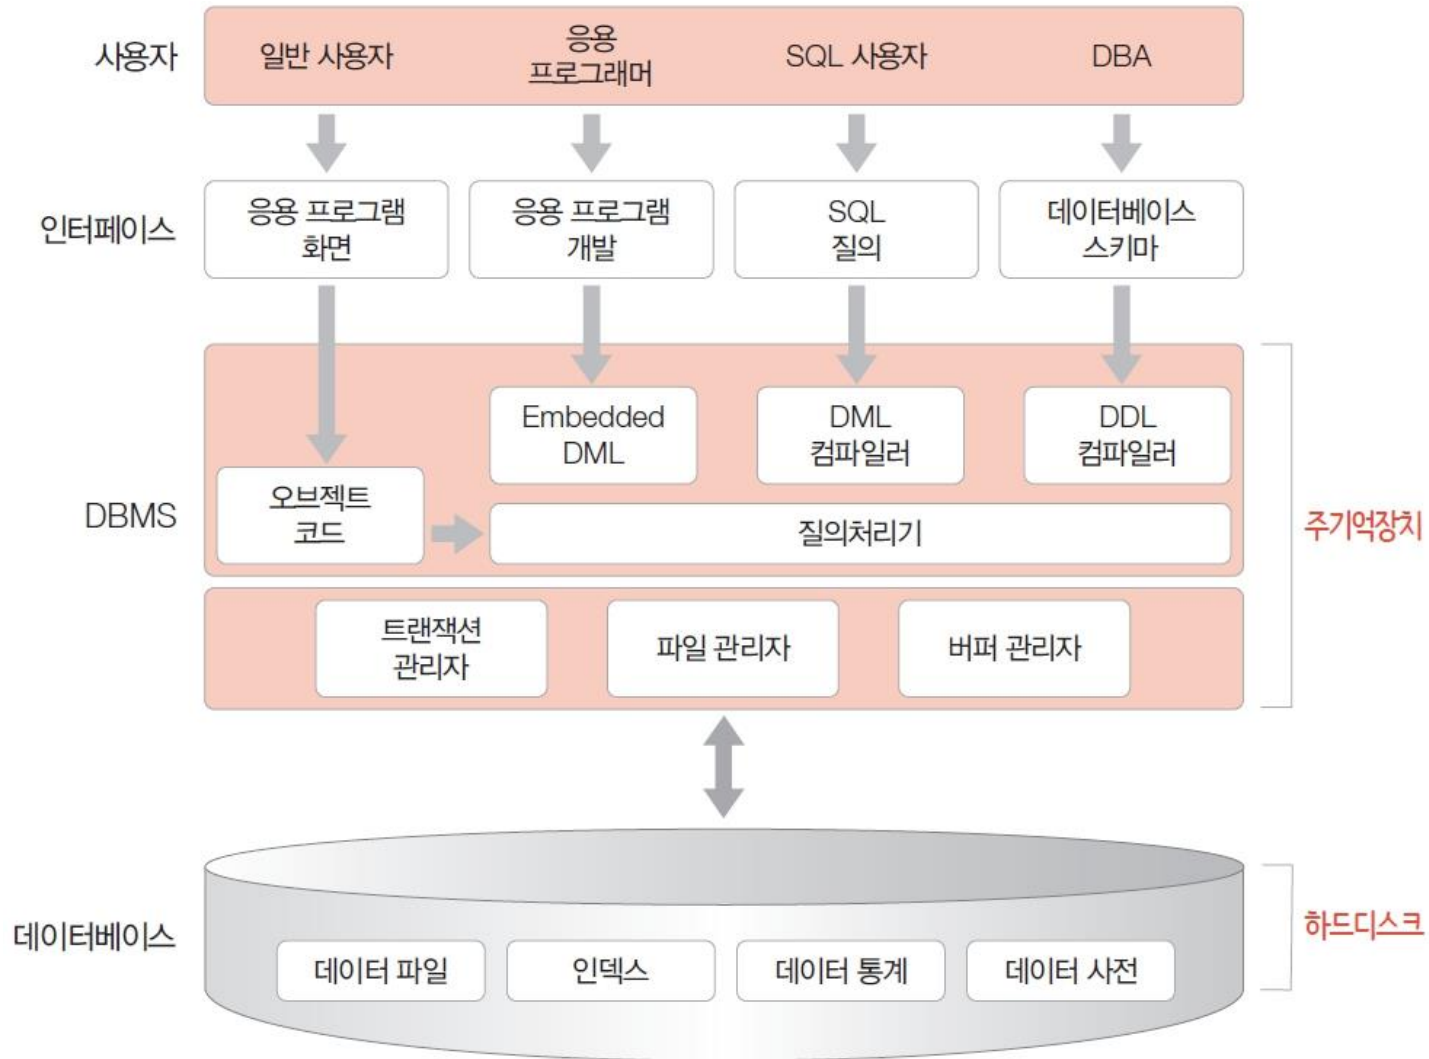 사용자
일반 사용자
응용
프로그래머
SQL 사용자
DBA
인터페이스
응용 프로그램
화면
응용 프로그램
개발
SQL
질의
데이터베이스
스키마
DBMS
Embedded
DML
DML
컴파일러
DDL
컴파일러
오브젝트
코드
질의처리기
주기억장치
트랜잭션
관리자
파일 관리자
버퍼 관리자
데이터베이스
데이터 파일
인덱스
데이터 통계
데이터 사전
하드디스크